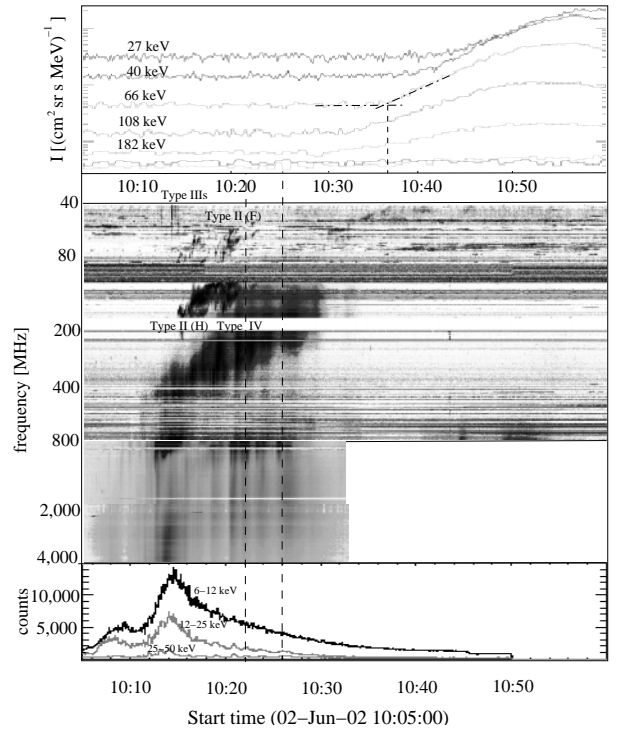 I [ (cm² sr s MeV)⁻¹ ]
27 keV
40 keV
66 keV
108 keV
182 keV
10:10 10:20 10:30 10:40 10:50
Type IIIs
Type II (F)
Type II (H) Type IV
frequency [MHz]
40
80
200
400
800
2,000
4,000
counts
10,000
5,000
6−12 keV
12−25 keV
25−50 keV
10:10 10:20 10:30 10:40 10:50
Start time (02−Jun−02 10:05:00)